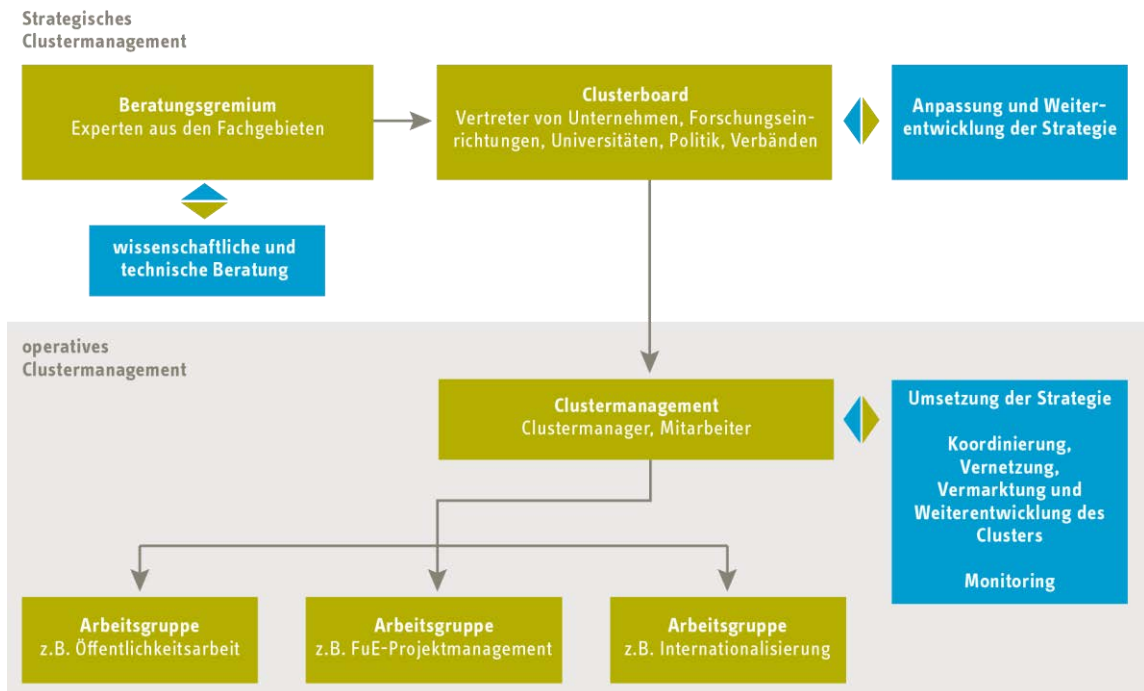 Strategisches
Clustermanagement
Beratungsgremium
Experten aus den Fachgebieten
Clusterboard
Vertreter von Unternehmen, Forschungsein-
richtungen, Universitäten, Politik, Verbänden
Anpassung und Weiter-
entwicklung der Strategie
wissenschaftliche und
technische Beratung
operatives
Clustermanagement
Clustermanagement
Clustermanager, Mitarbeiter
Umsetzung der Strategie
Koordinierung,
Vernetzung,
Vermarktung und
Weiterentwicklung des
Clusters
Monitoring
Arbeitsgruppe
z.B. Öffentlichkeitsarbeit
Arbeitsgruppe
z.B. FuE-Projektmanagement
Arbeitsgruppe
z.B. Internationalisierung